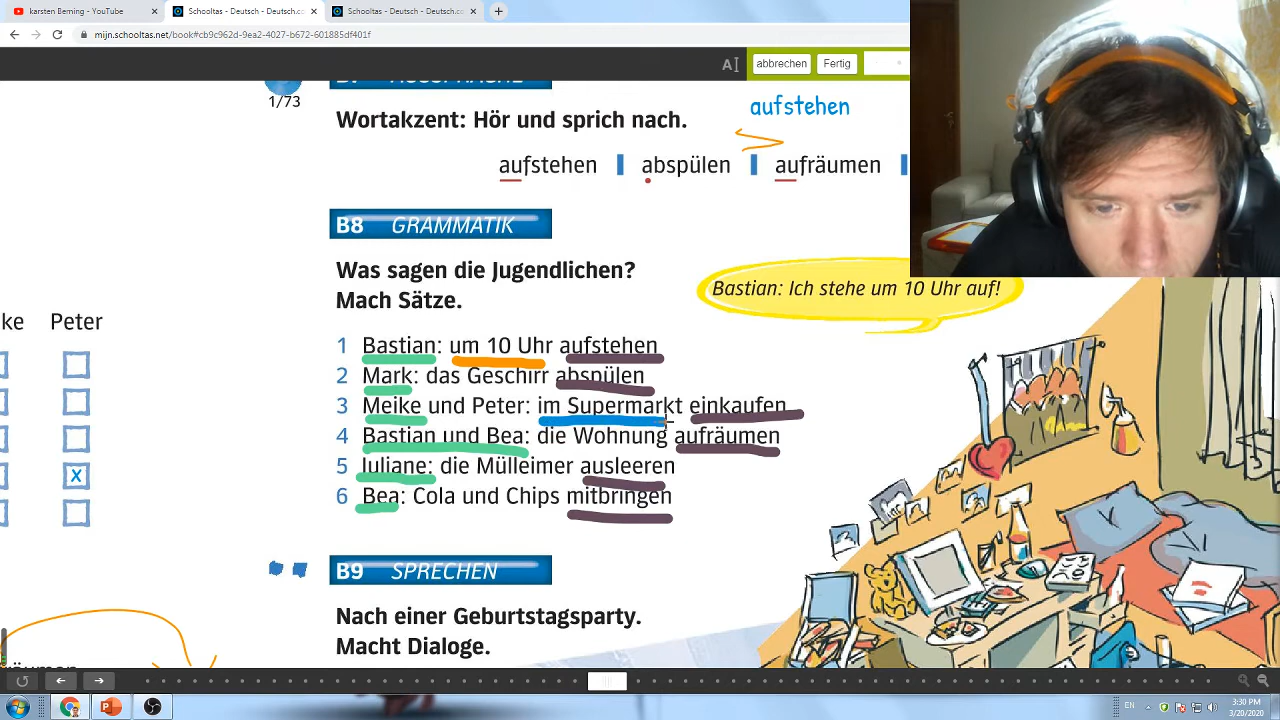 karsten Berning - YouTube
Schooltas - Deutsch - Deutsch.co
Schooltas - Deutsch - Deutsch.co
mijn.schooltas.net/book#cb9c962d-9ea2-4027-b672-601885df401f
abbrechen
Fertig
AUSSPRACHE
1/73
aufstehen
Wortakzent: Hör und sprich nach.
aufstehen abspülen aufräumen
B8 GRAMMATIK
Was sagen die Jugendlichen?
Mach Sätze.
Bastian: Ich stehe um 10 Uhr auf!
ke Peter
1 Bastian: um 10 Uhr aufstehen
2 Mark: das Geschirr abspülen
3 Meike und Peter: im Supermarkt einkaufen
4 Bastian und Bea: die Wohnung aufräumen
5 Juliane: die Mülleimer ausleeren
x
6 Bea: Cola und Chips mitbringen
B9 SPRECHEN
Nach einer Geburtstagsparty.
Macht Dialoge.
EN
3:30 PM
3/20/2020